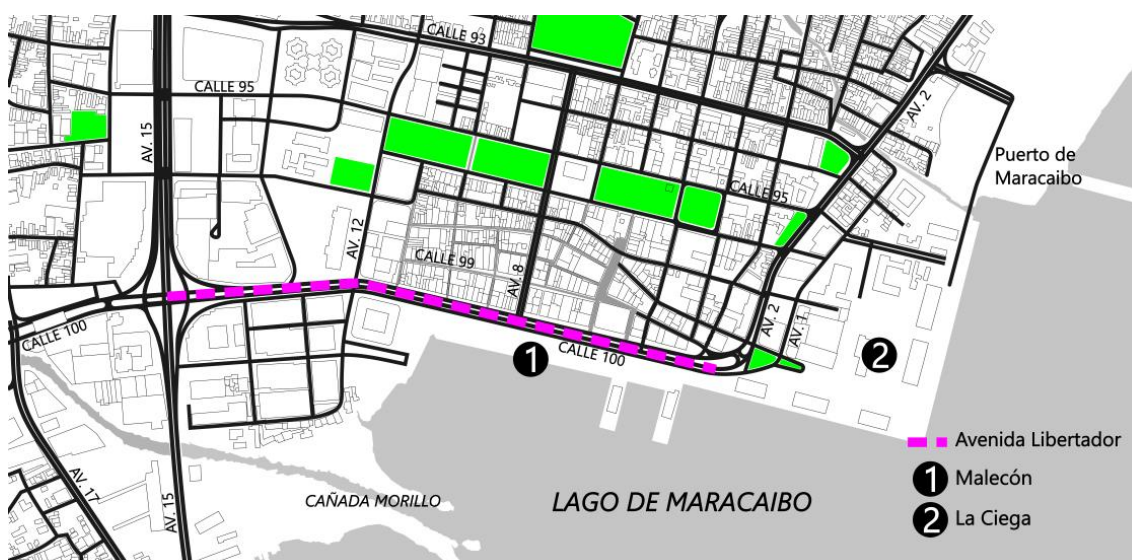 CALLE 93
CALLE 95
AV. 2
AV. 15
Puerto de
Maracaibo
CALLE 95
AV. 12
CALLE 99
AV. 8
AV. 2
AV. 1
CALLE 100
1
CALLE 100
2
Avenida Libertador
1 Malecón
2 La Ciega
AV. 17
AV. 15
CAÑADA MORILLO
LAGO DE MARACAIBO